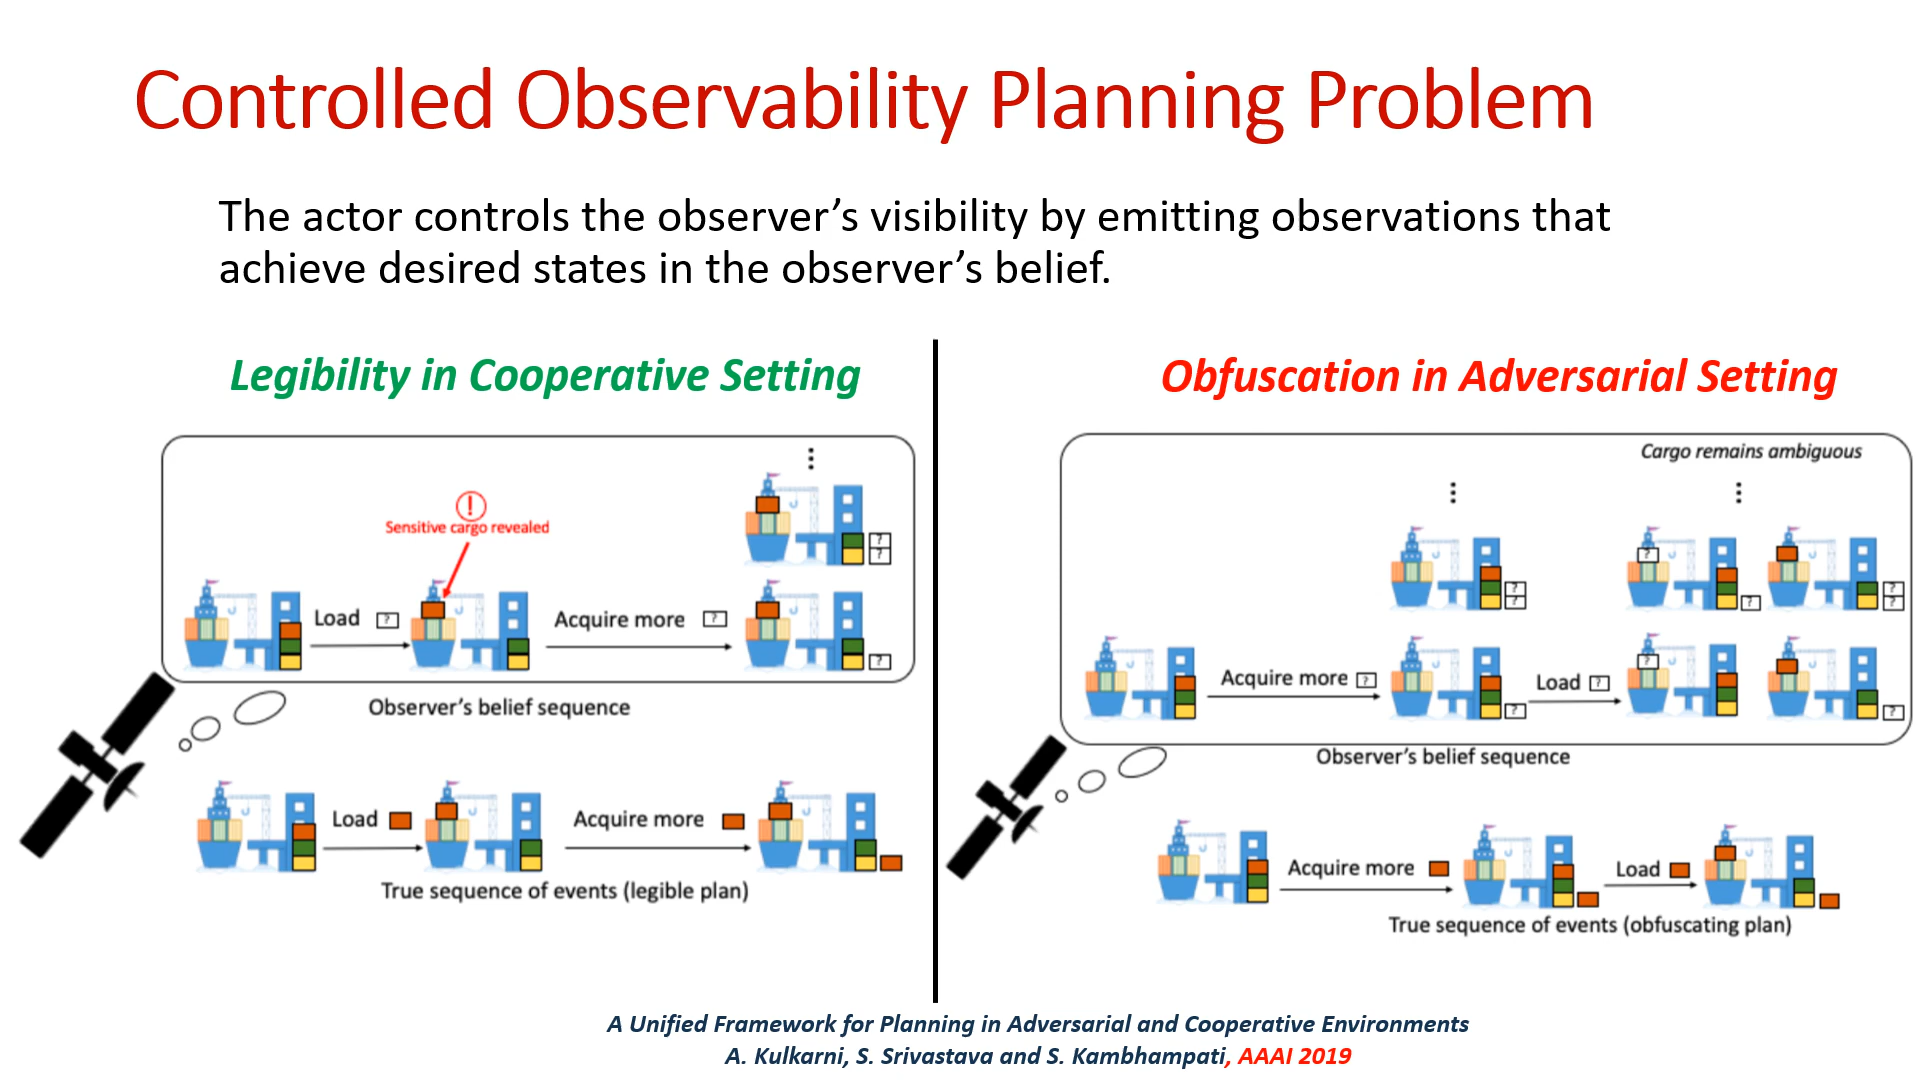 Controlled Observability Planning Problem
The actor controls the observer’s visibility by emitting observations that
achieve desired states in the observer’s belief.
Legibility in Cooperative Setting
Sensitive cargo revealed
!
Load ?
Acquire more ?
?
?
?
Observer’s belief sequence
Load
Acquire more
True sequence of events (legible plan)
Obfuscation in Adversarial Setting
Cargo remains ambiguous
?
?
?
?
?
?
Acquire more ?
?
Load ?
?
?
Observer’s belief sequence
Acquire more
Load
True sequence of events (obfuscating plan)
A Unified Framework for Planning in Adversarial and Cooperative Environments
A. Kulkarni, S. Srivastava and S. Kambhampati, AAAI 2019